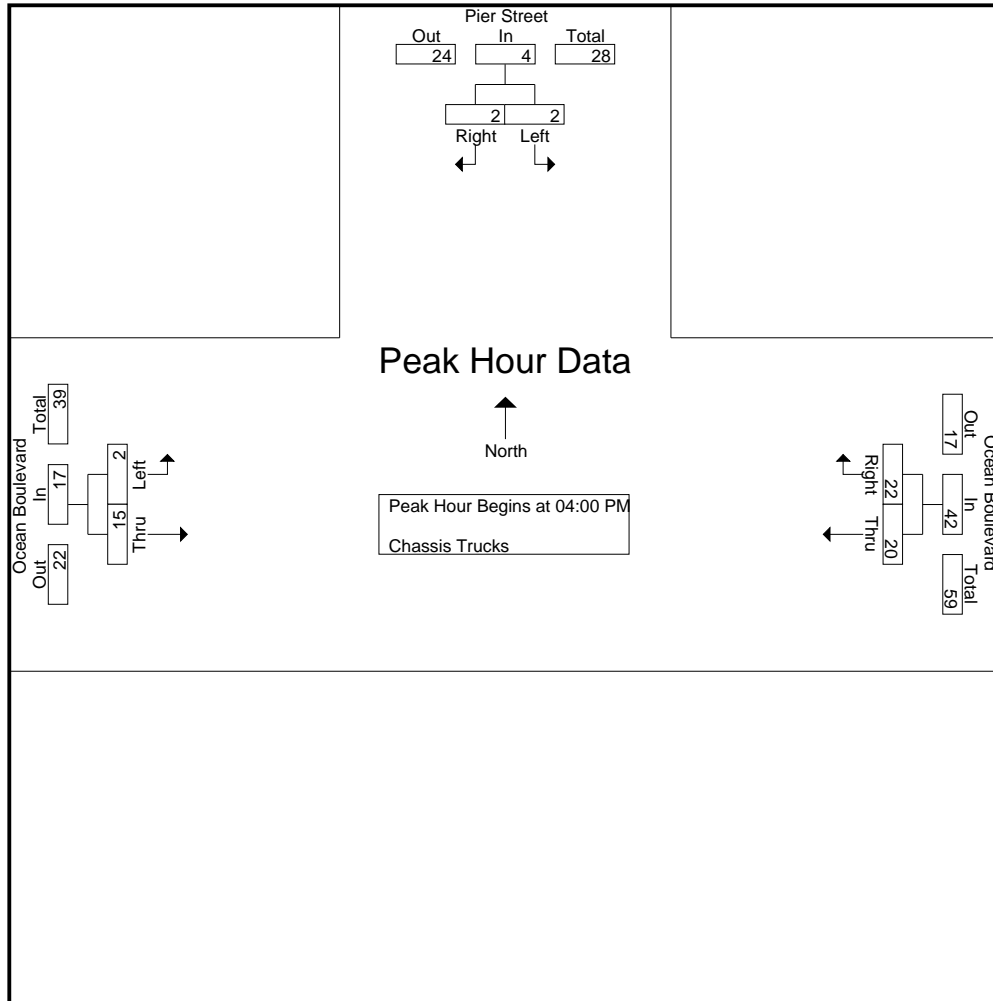 Pier Street
Out In Total
24 4 28
2 2
Right Left
Peak Hour Data
North
Peak Hour Begins at 04:00 PM
Chassis Trucks
Ocean Boulevard
Total In Out
39 17 22
2 15
Left Thru
Ocean Boulevard
Out In Total
17 42 59
22 20
Right Thru